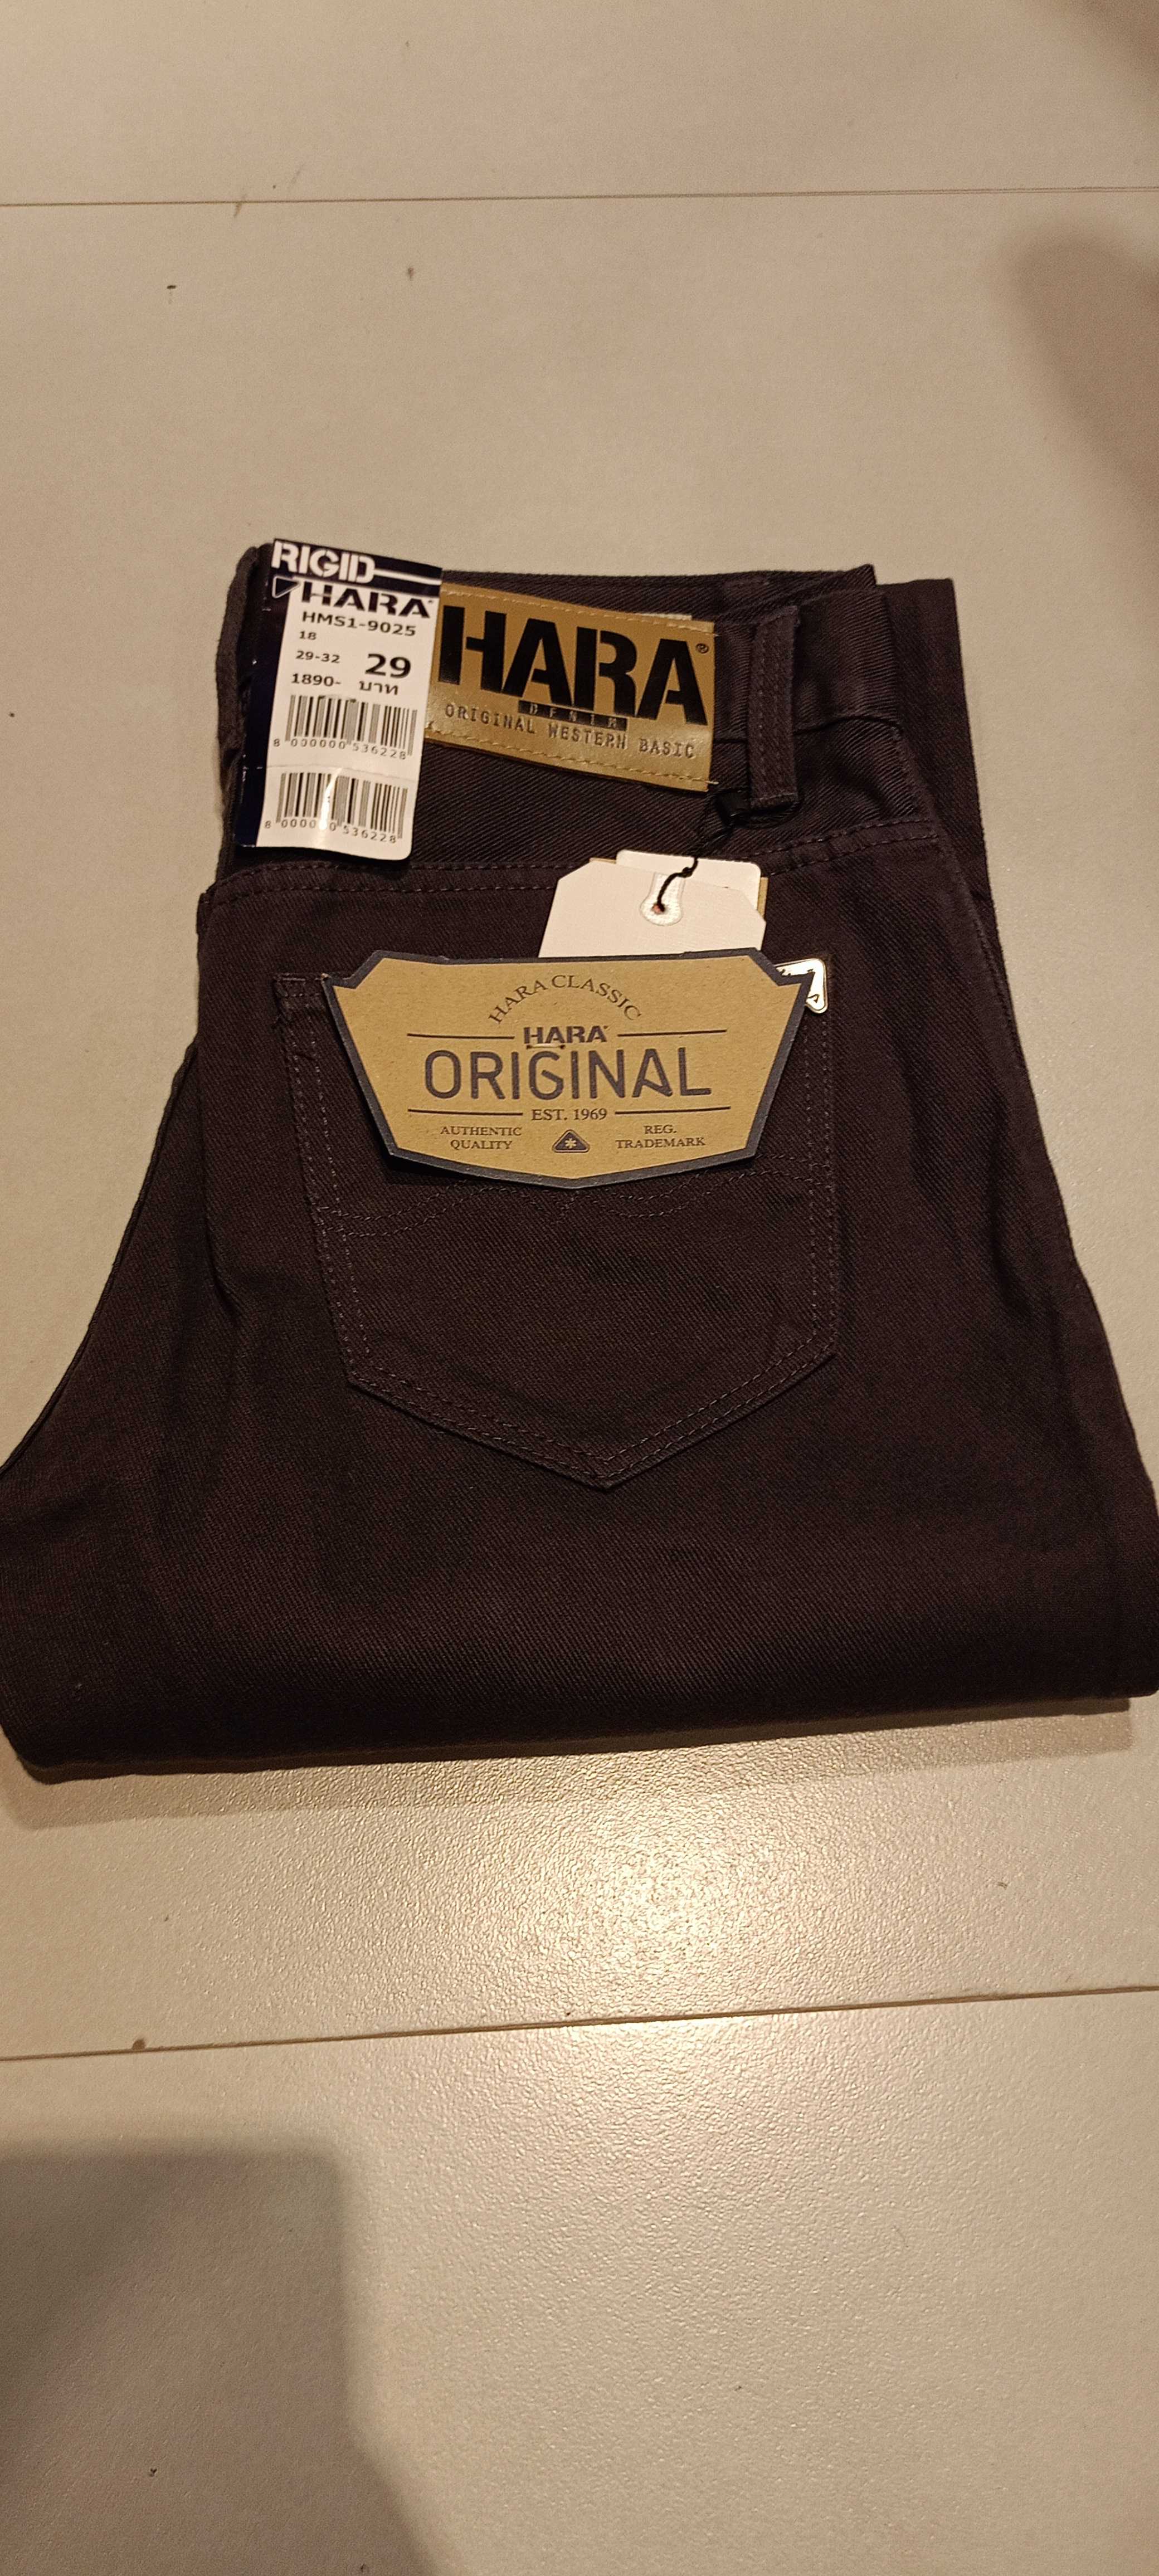 RIGID
HARA
HMS1-9025
18
29-32 29
1890- บาท
8 000000 536228
8 000000 536228
HARA®
DENIM
ORIGINAL WESTERN BASIC
HARA CLASSIC
HARA
ORIGINAL
EST. 1969
AUTHENTIC QUALITY
REG. TRADEMARK